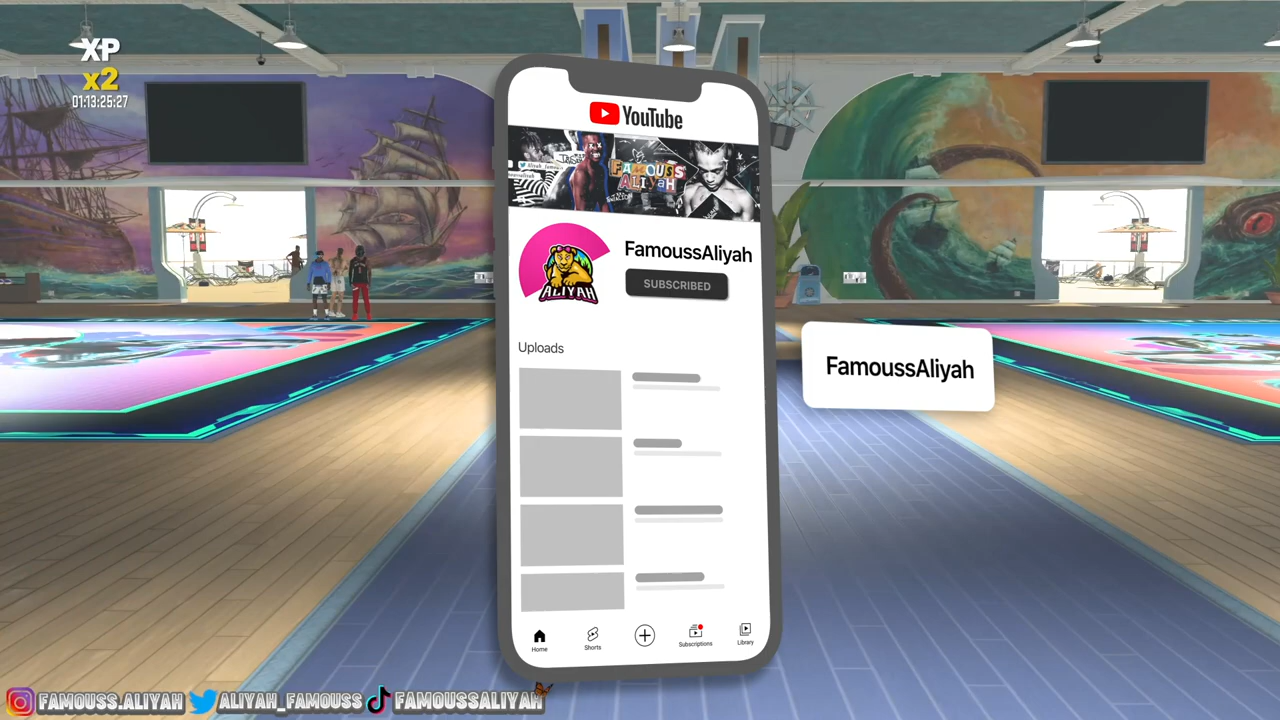 XP
x2
01:13:25:27
YouTube
FAMOUSS
ALIYAH
ALIYAH
FamoussAliyah
SUBSCRIBED
Uploads
FamoussAliyah
Home
Shorts
Subscriptions
Library
FAMOUSS.ALIYAH
ALIYAH_FAMOUSS
FAMOUSSALIYAH